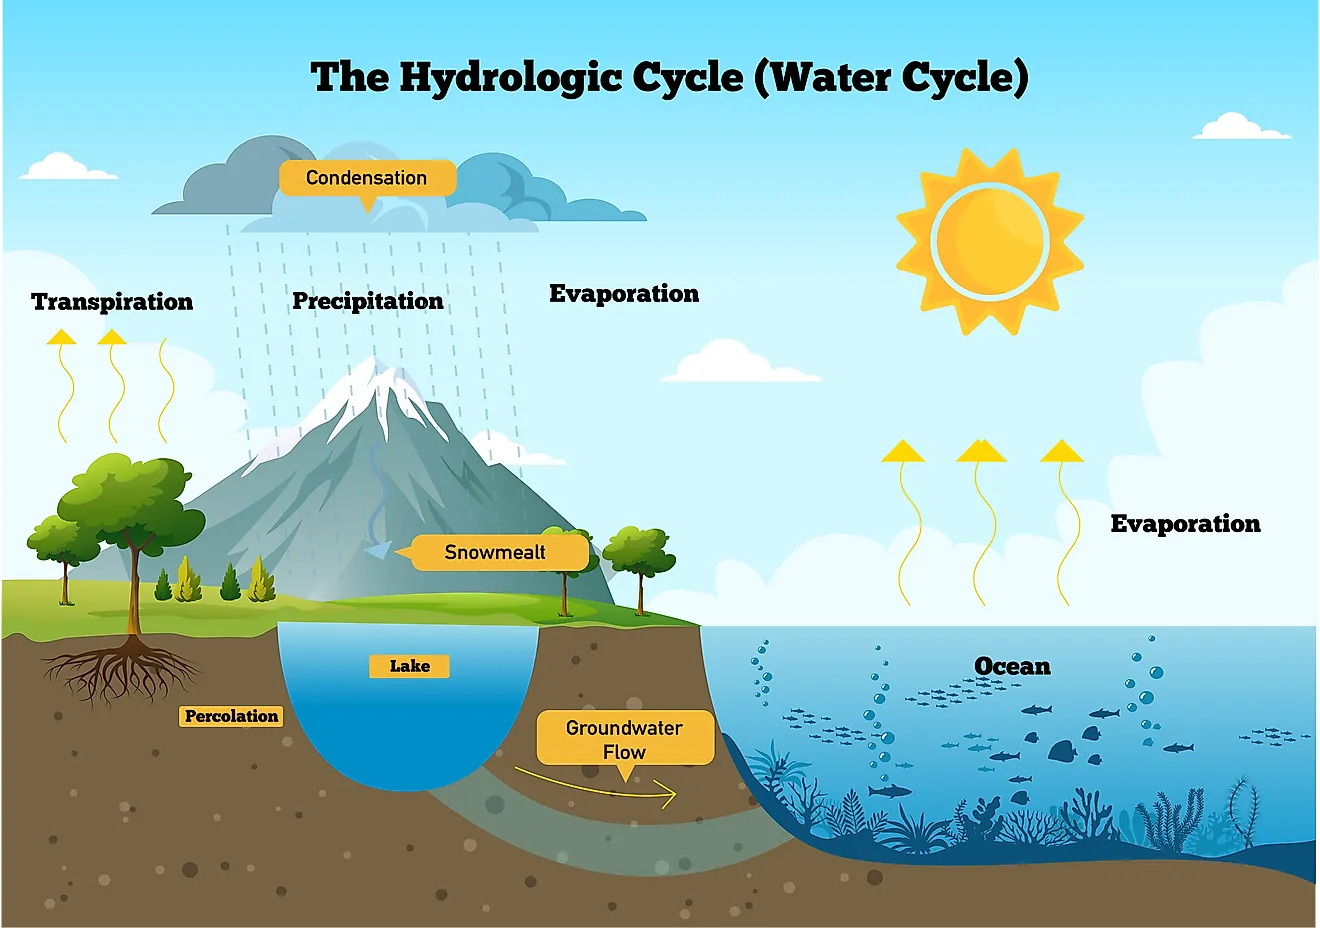 The Hydrologic Cycle (Water Cycle)
Condensation
Transpiration
Precipitation
Evaporation
Evaporation
Snowmealt
Lake
Ocean
Percolation
Groundwater
Flow